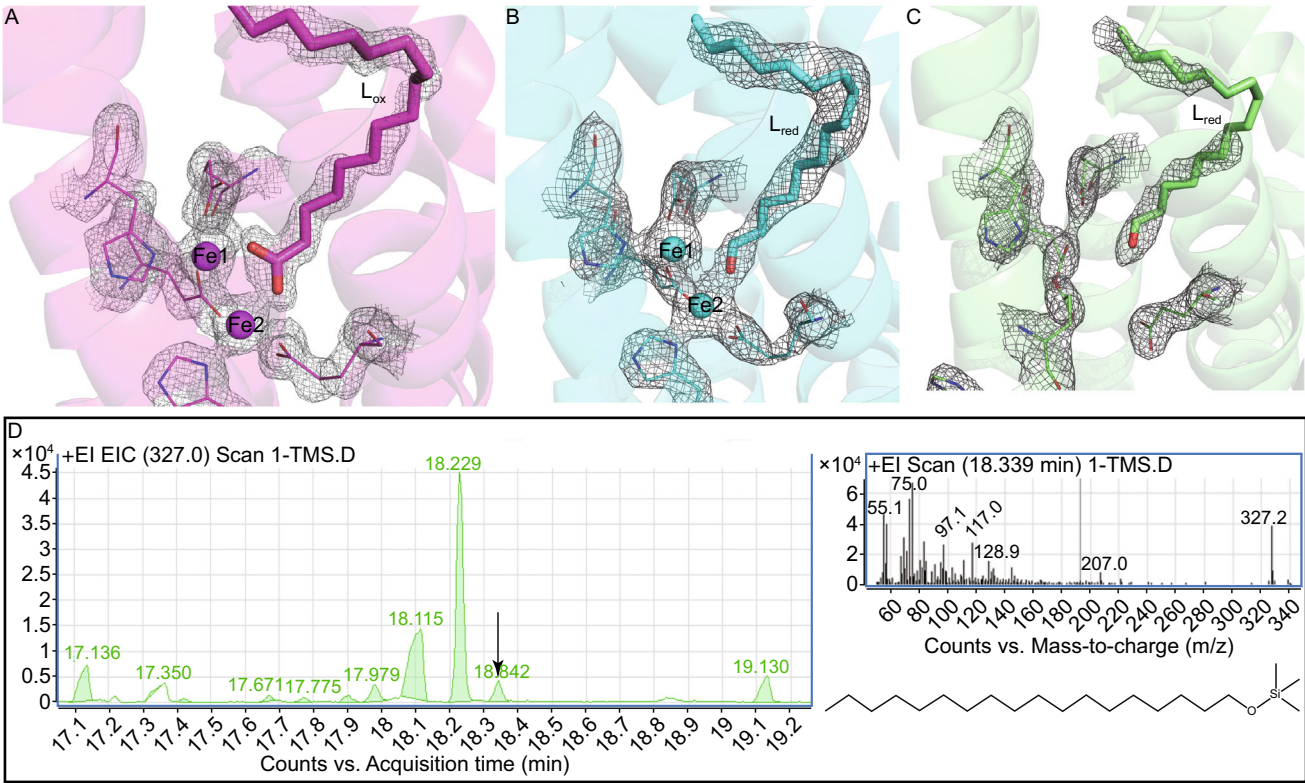 A
L_ox
Fe1
Fe2
B
L_red
Fe1
Fe2
C
L_red
D
×10⁴ +EI EIC (327.0) Scan 1-TMS.D
4.5
4
3.5
3
2.5
2
1.5
1
0.5
0
17.136
17.350
17.671
17.775
17.979
18.115
18.229
18.342
19.130
17.1 17.2 17.3 17.4 17.5 17.6 17.7 17.8 17.9 18 18.1 18.2 18.3 18.4 18.5 18.6 18.7 18.8 18.9 19.1 19.2
Counts vs. Acquisition time (min)
×10⁴ +EI Scan (18.339 min) 1-TMS.D
6
4
2
0
55.1
75.0
97.1
117.0
128.9
207.0
327.2
60 80 100 120 140 160 180 200 220 240 260 280 300 320 340
Counts vs. Mass-to-charge (m/z)
Si
O